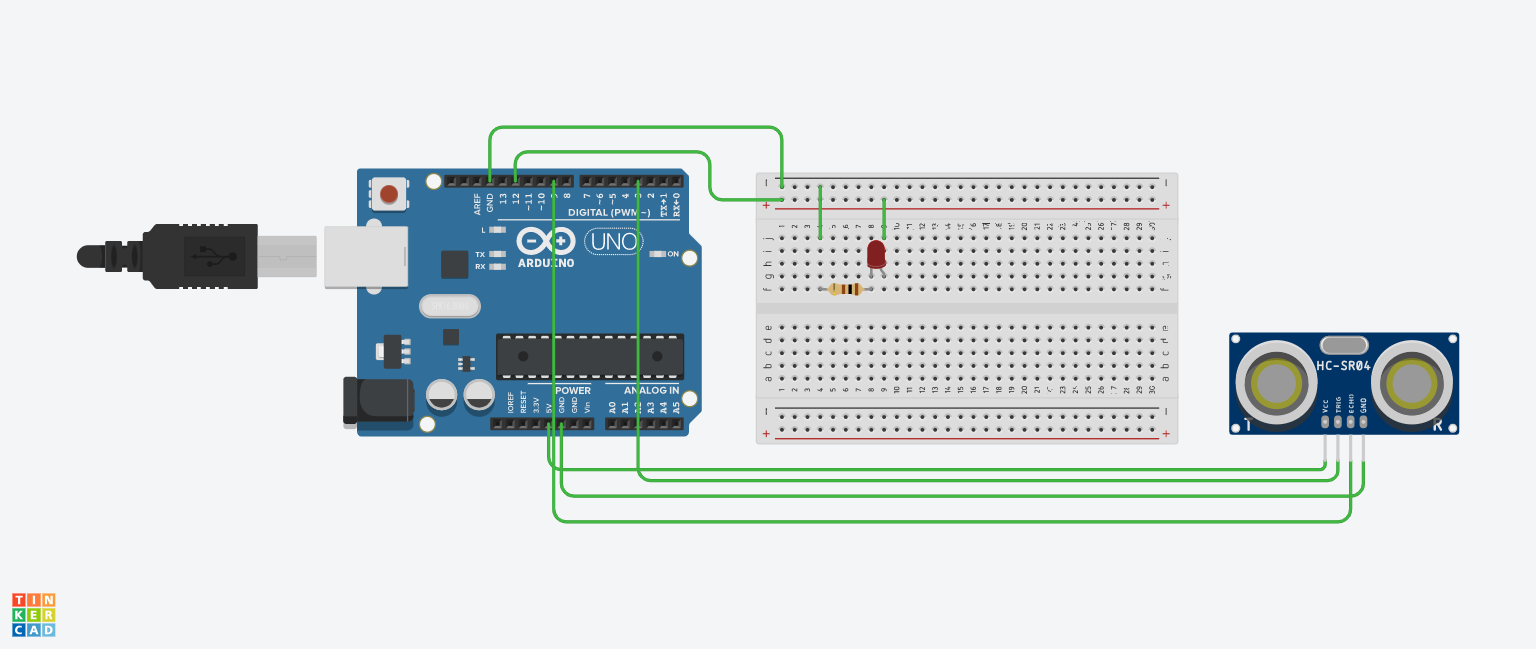 AREF
GND
13
12
~11
~10
8
7
~6
~5
4
2
TX→1
RX←0
DIGITAL (PWM~)
L
TX
RX
UNO
ON
ARDUINO
POWER
ANALOG IN
IOREF
RESET
3.3V
5V
GND
GND
Vin
A0
A1
A3
A4
A5
1 2 3
j
h
g
f
e
d
c
b
a
HC-SR04
VCC
TRIG
ECHO
GND
T
R
TIN
KER
CAD